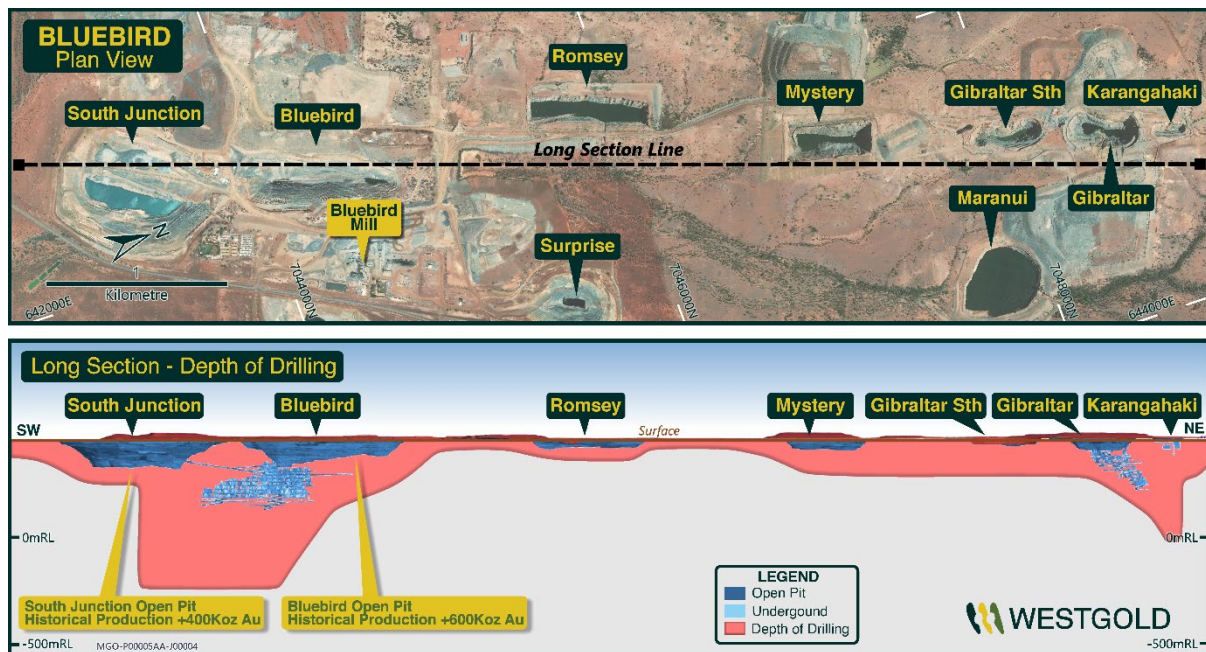 BLUEBIRD
Plan View
South Junction
Bluebird
Romsey
Mystery
Gibraltar Sth
Karangahaki
Long Section Line
Bluebird
Mill
Surprise
Maranui
Gibraltar
N
1
Kilometre
642000E
7044000N
7046000N
7048000N
644000E
Long Section - Depth of Drilling
South Junction
Bluebird
Romsey
Mystery
Gibraltar Sth
Gibraltar
Karangahaki
SW
Surface
NE
0mRL
0mRL
South Junction Open Pit
Historical Production +400Koz Au
Bluebird Open Pit
Historical Production +600Koz Au
LEGEND
Open Pit
Undergound
Depth of Drilling
WESTGOLD
-500mRL
MGO-P00005AA-J00004
-500mRL